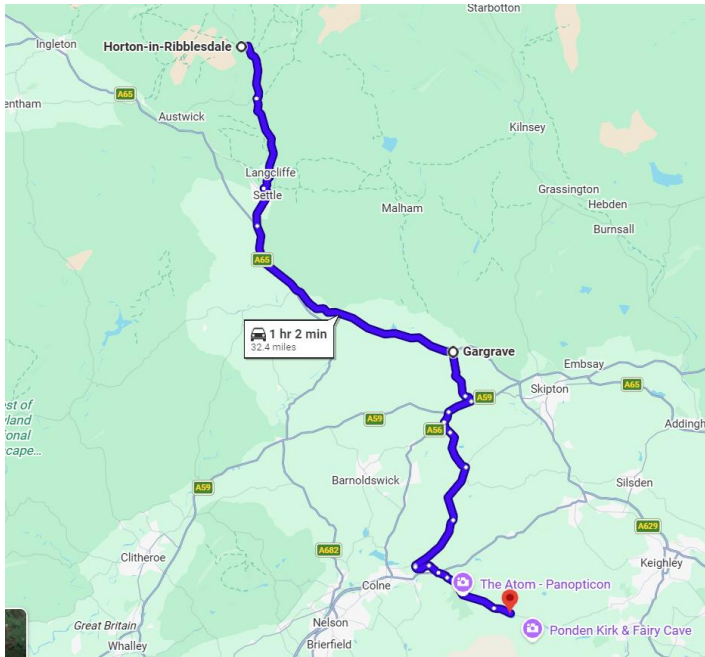 Starbotton
Ingleton
Horton-in-Ribblesdale
entham
A65
Austwick
Kilnsey
Langcliffe
Settle
Grassington
Hebden
Malham
Burnsall
A65
1 hr 2 min
32.4 miles
Gargrave
Embsay
Skipton
A65
A59
est of
land
ional
cape...
A59
A56
Addingh
Barnoldswick
A59
Silsden
A629
A682
Clitheroe
Keighley
Colne
The Atom - Panopticon
Great Britain
Nelson
Ponden Kirk & Fairy Cave
Brierfield
Whalley